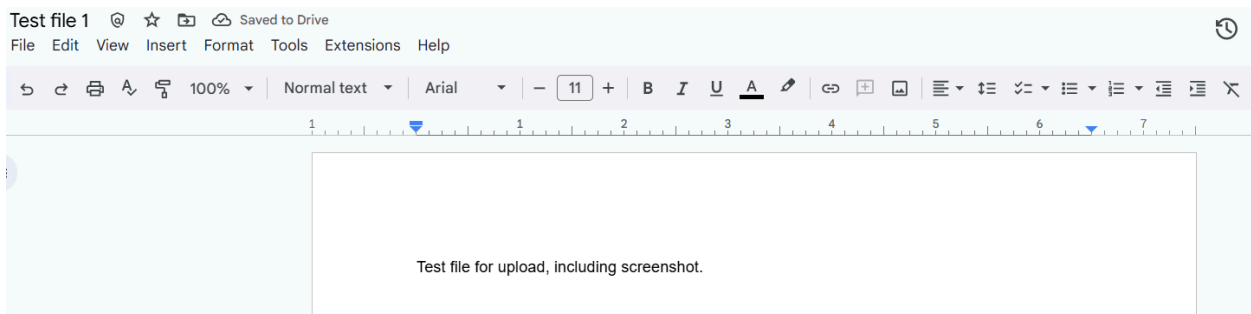 Test file 1 Saved to Drive
File Edit View Insert Format Tools Extensions Help
100% Normal text Arial 11 B I U A
1 1 2 3 4 5 6 7
Test file for upload, including screenshot.